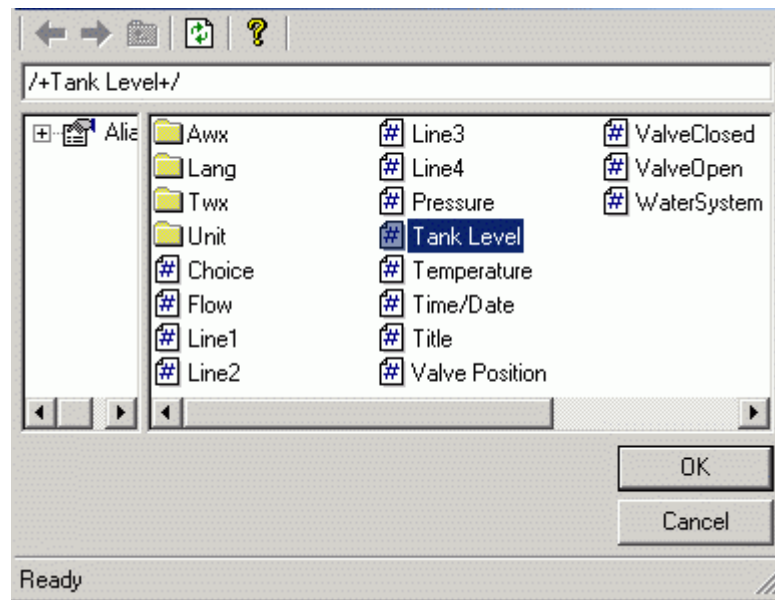 /+Tank Level+/
Alia
Awx
Lang
Twx
Unit
Choice
Flow
Line1
Line2
Line3
Line4
Pressure
Tank Level
Temperature
Time/Date
Title
Valve Position
ValveClosed
ValveOpen
WaterSystem
OK
Cancel
Ready